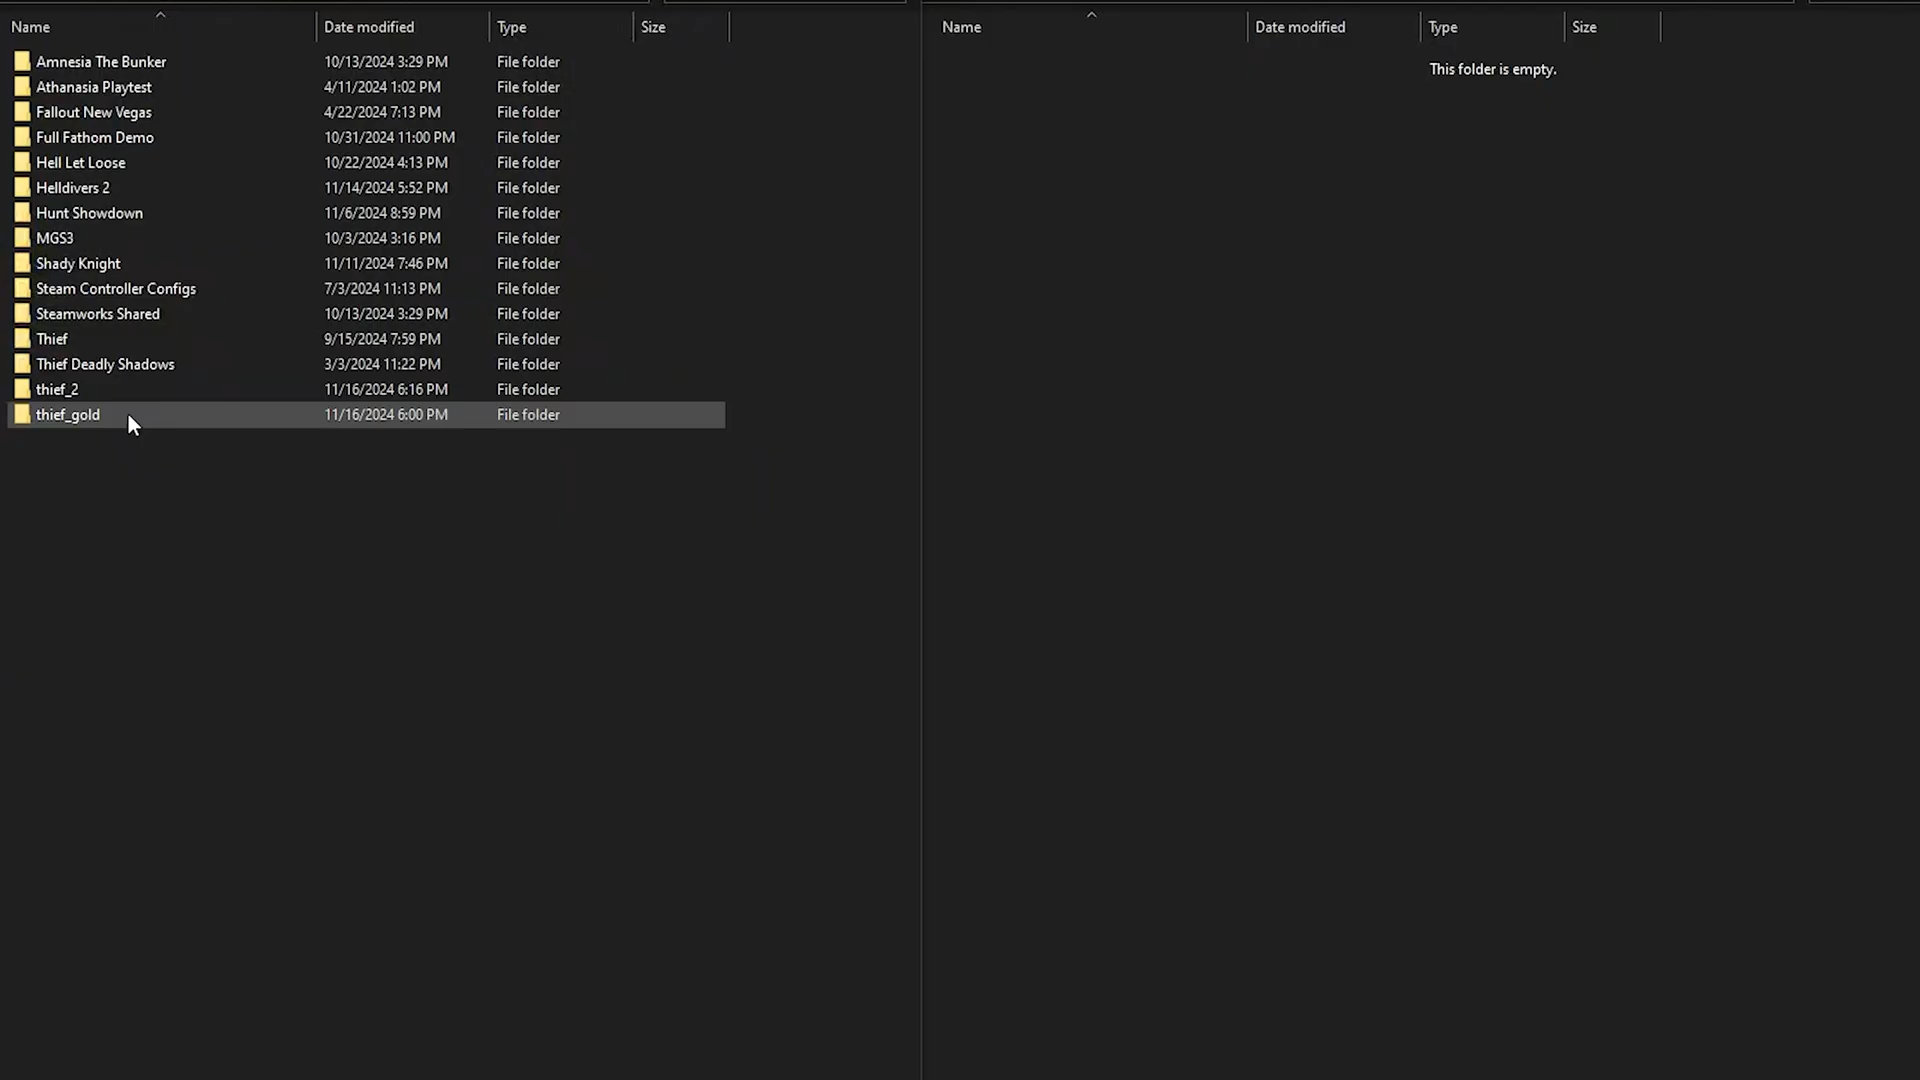 Name Date modified Type Size
Amnesia The Bunker 10/13/2024 3:29 PM File folder
Athanasia Playtest 4/11/2024 1:02 PM File folder
Fallout New Vegas 4/22/2024 7:13 PM File folder
Full Fathom Demo 10/31/2024 11:00 PM File folder
Hell Let Loose 10/22/2024 4:13 PM File folder
Helldivers 2 11/14/2024 5:52 PM File folder
Hunt Showdown 11/6/2024 8:59 PM File folder
MGS3 10/3/2024 3:16 PM File folder
Shady Knight 11/11/2024 7:46 PM File folder
Steam Controller Configs 7/3/2024 11:13 PM File folder
Steamworks Shared 10/13/2024 3:29 PM File folder
Thief 9/15/2024 7:59 PM File folder
Thief Deadly Shadows 3/3/2024 11:22 PM File folder
thief_2 11/16/2024 6:16 PM File folder
thief_gold 11/16/2024 6:00 PM File folder
Name Date modified Type Size
This folder is empty.